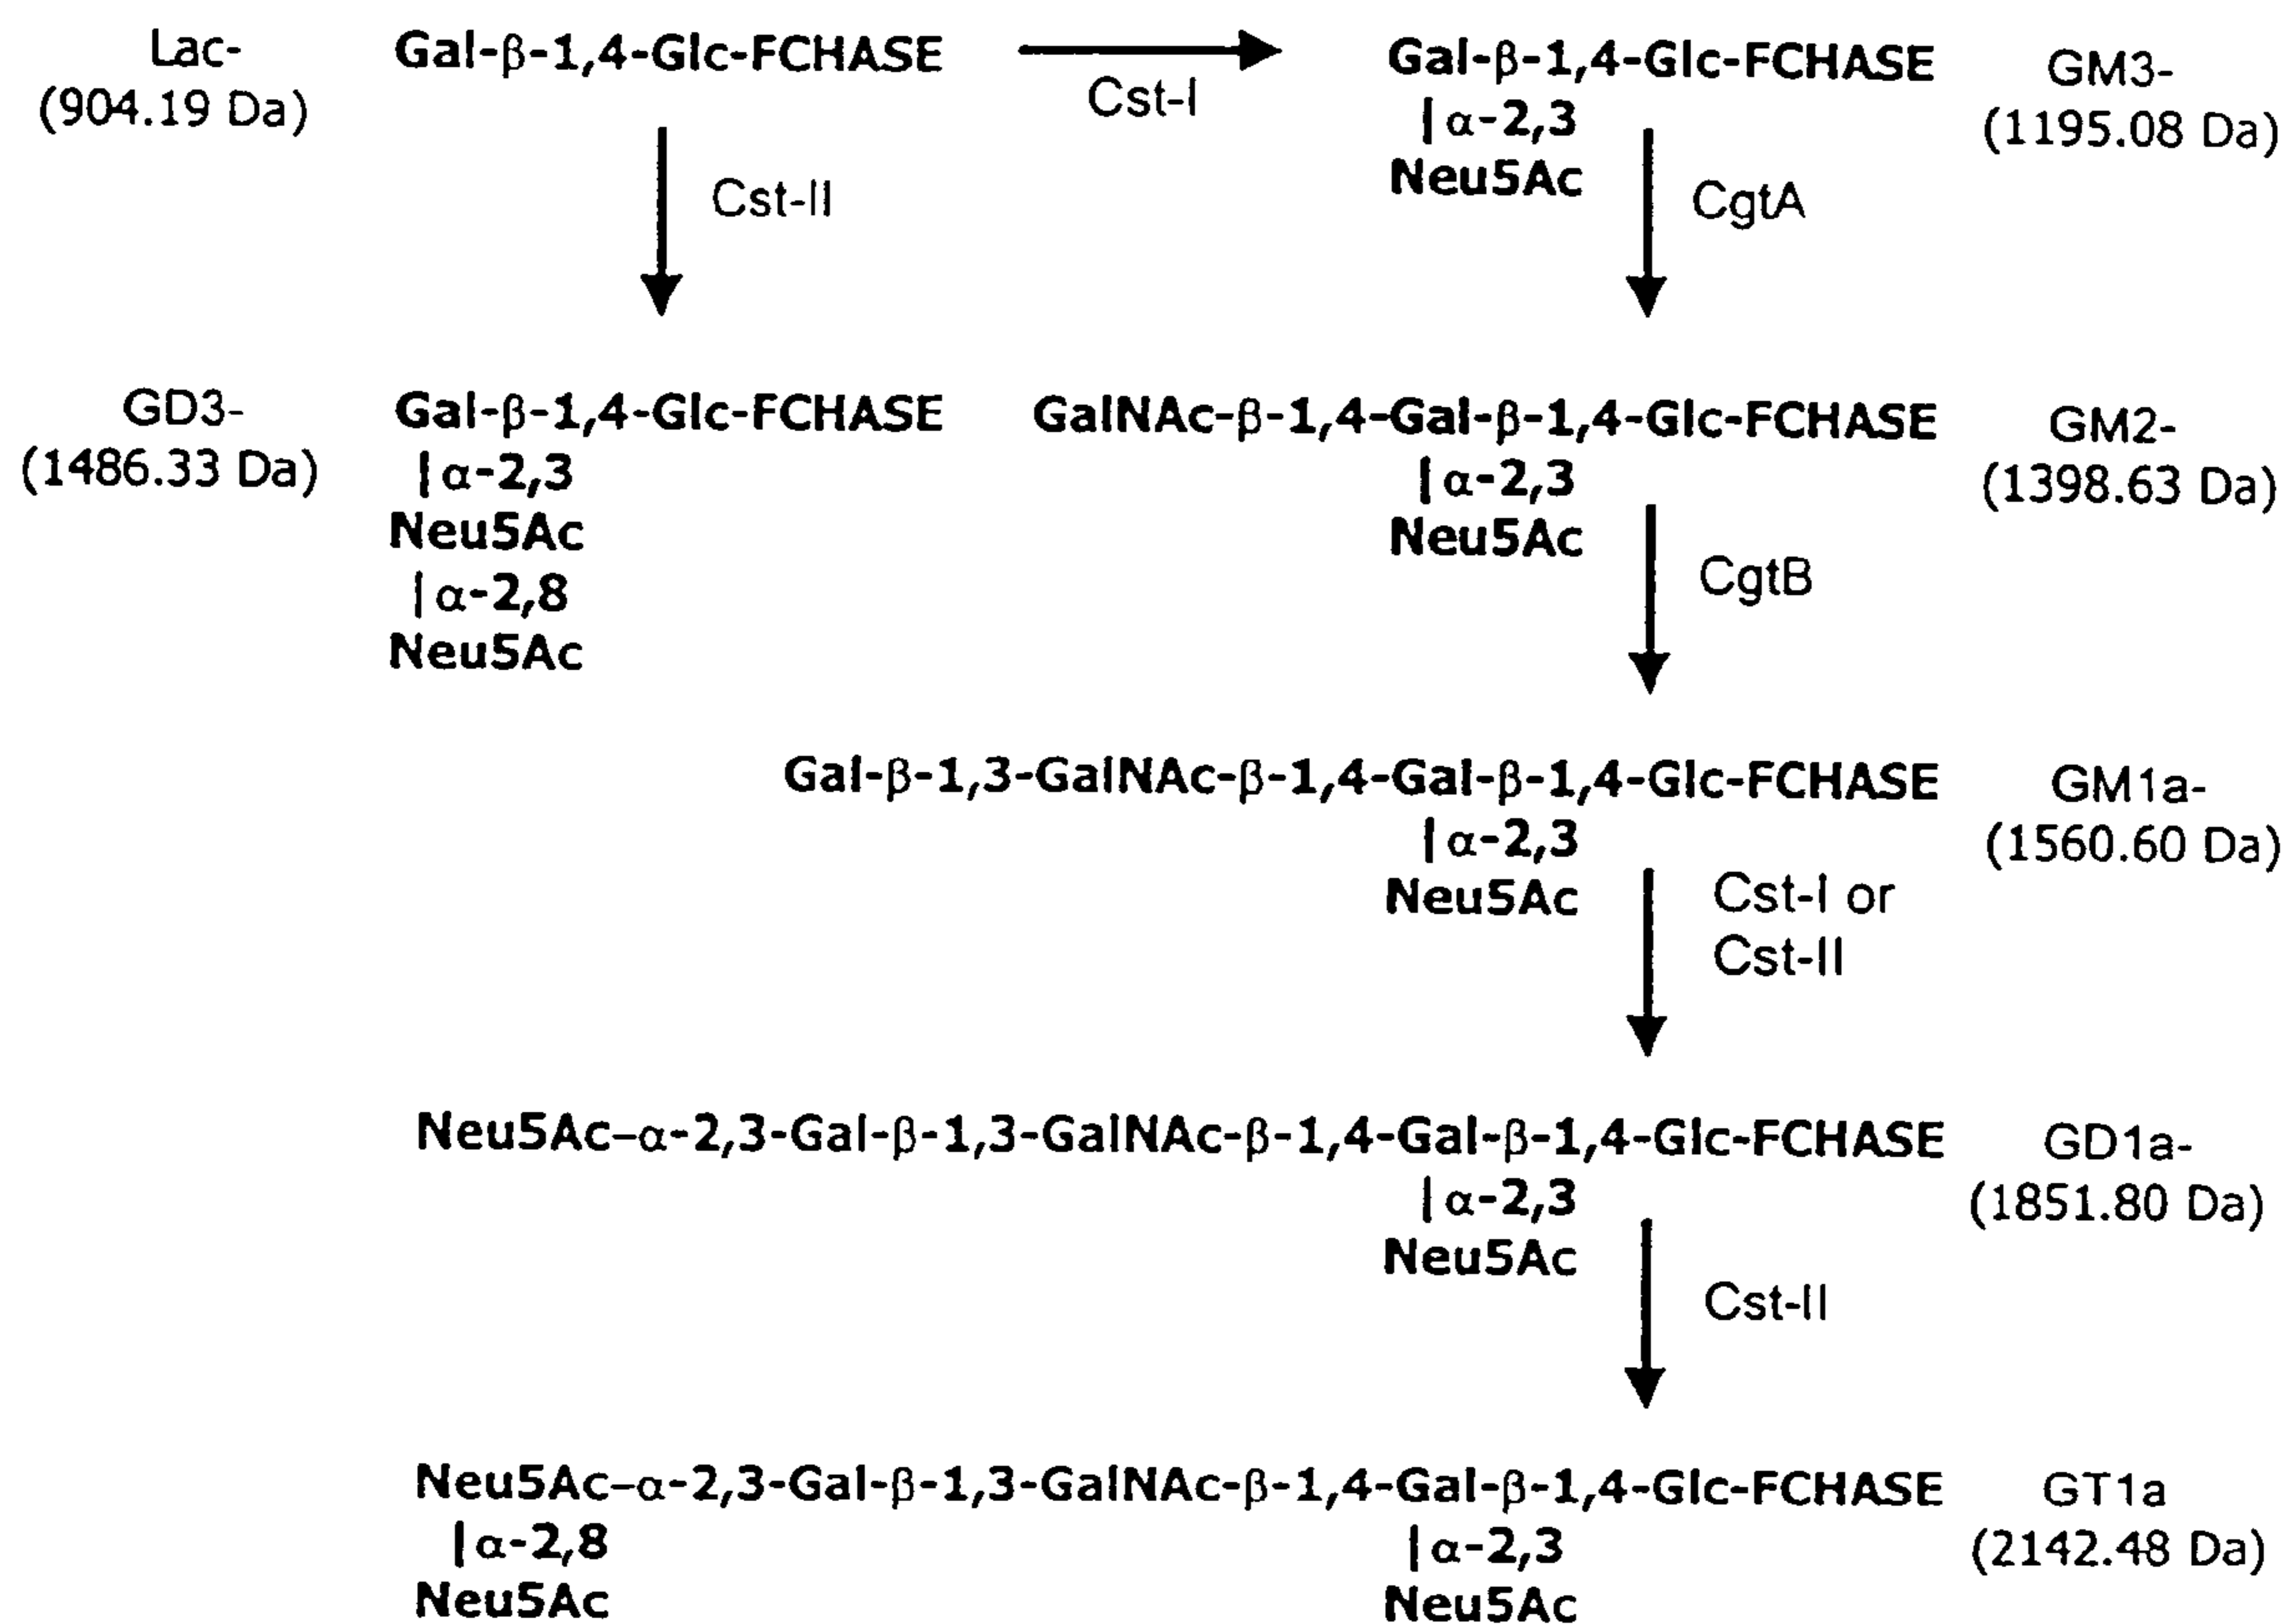 Lac-
(904.19 Da)
Gal-β-1,4-Glc-FCHASE
Cst-I
Gal-β-1,4-Glc-FCHASE
|α-2,3
Neu5Ac
GM3-
(1195.08 Da)
Cst-II
CgtA
GD3-
(1486.33 Da)
Gal-β-1,4-Glc-FCHASE
|α-2,3
Neu5Ac
|α-2,8
Neu5Ac
GalNAc-β-1,4-Gal-β-1,4-Glc-FCHASE
|α-2,3
Neu5Ac
GM2-
(1398.63 Da)
CgtB
Gal-β-1,3-GalNAc-β-1,4-Gal-β-1,4-Glc-FCHASE
|α-2,3
Neu5Ac
GM1a-
(1560.60 Da)
Cst-I or
Cst-II
Neu5Ac–α-2,3-Gal-β-1,3-GalNAc-β-1,4-Gal-β-1,4-Glc-FCHASE
|α-2,3
Neu5Ac
GD1a-
(1851.80 Da)
Cst-II
Neu5Ac–α-2,3-Gal-β-1,3-GalNAc-β-1,4-Gal-β-1,4-Glc-FCHASE
|α-2,8
Neu5Ac
|α-2,3
Neu5Ac
GT1a
(2142.48 Da)